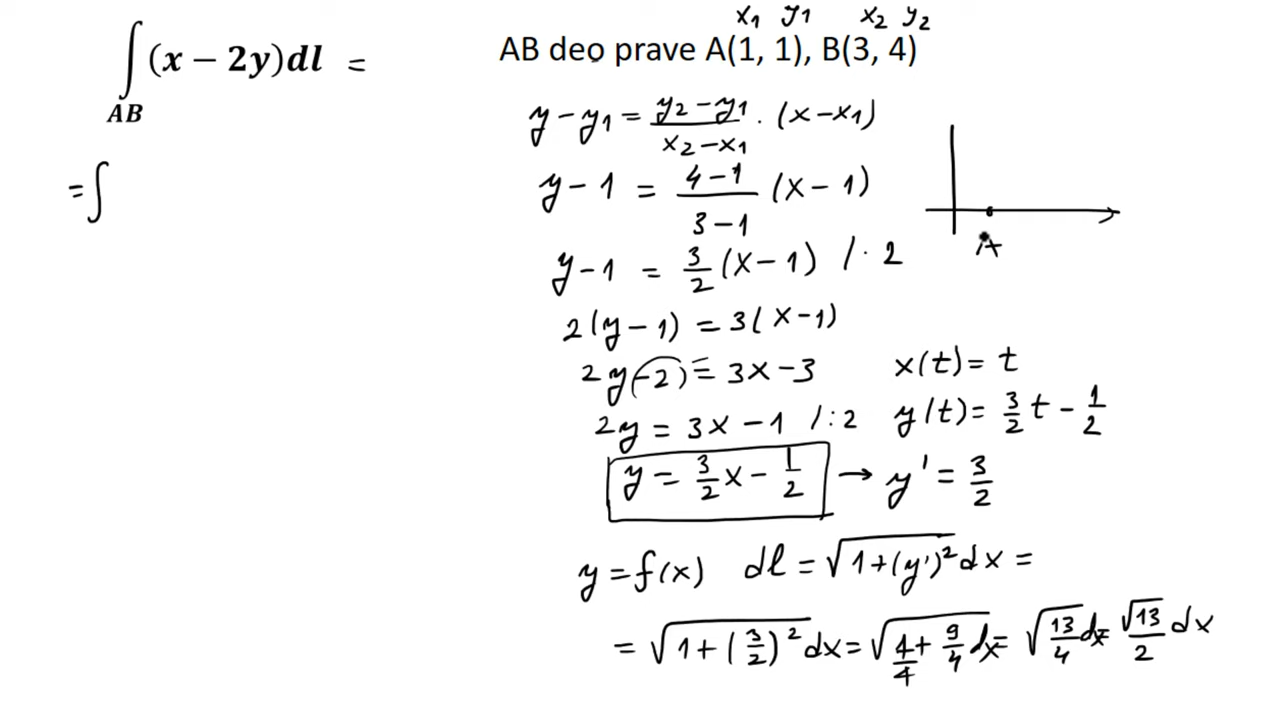 ∫_AB (x − 2y)dl =
x1 y1 x2 y2
AB deo prave A(1, 1), B(3, 4)
y − y1 = (y2 − y1)/(x2 − x1) · (x − x1)
= ∫
y − 1 = (4 − 1)/(3 − 1) (x − 1)
A
y − 1 = 3/2 (x − 1) / · 2
2(y − 1) = 3(x − 1)
2y − 2 = 3x − 3
x(t) = t
2y = 3x − 1 / : 2
y(t) = 3/2 t − 1/2
y = 3/2 x − 1/2 → y' = 3/2
y = f(x) dl = √(1 + (y')²) dx =
= √(1 + (3/2)²) dx = √(4/4 + 9/4) dx = √(13/4) dx = √13/2 dx